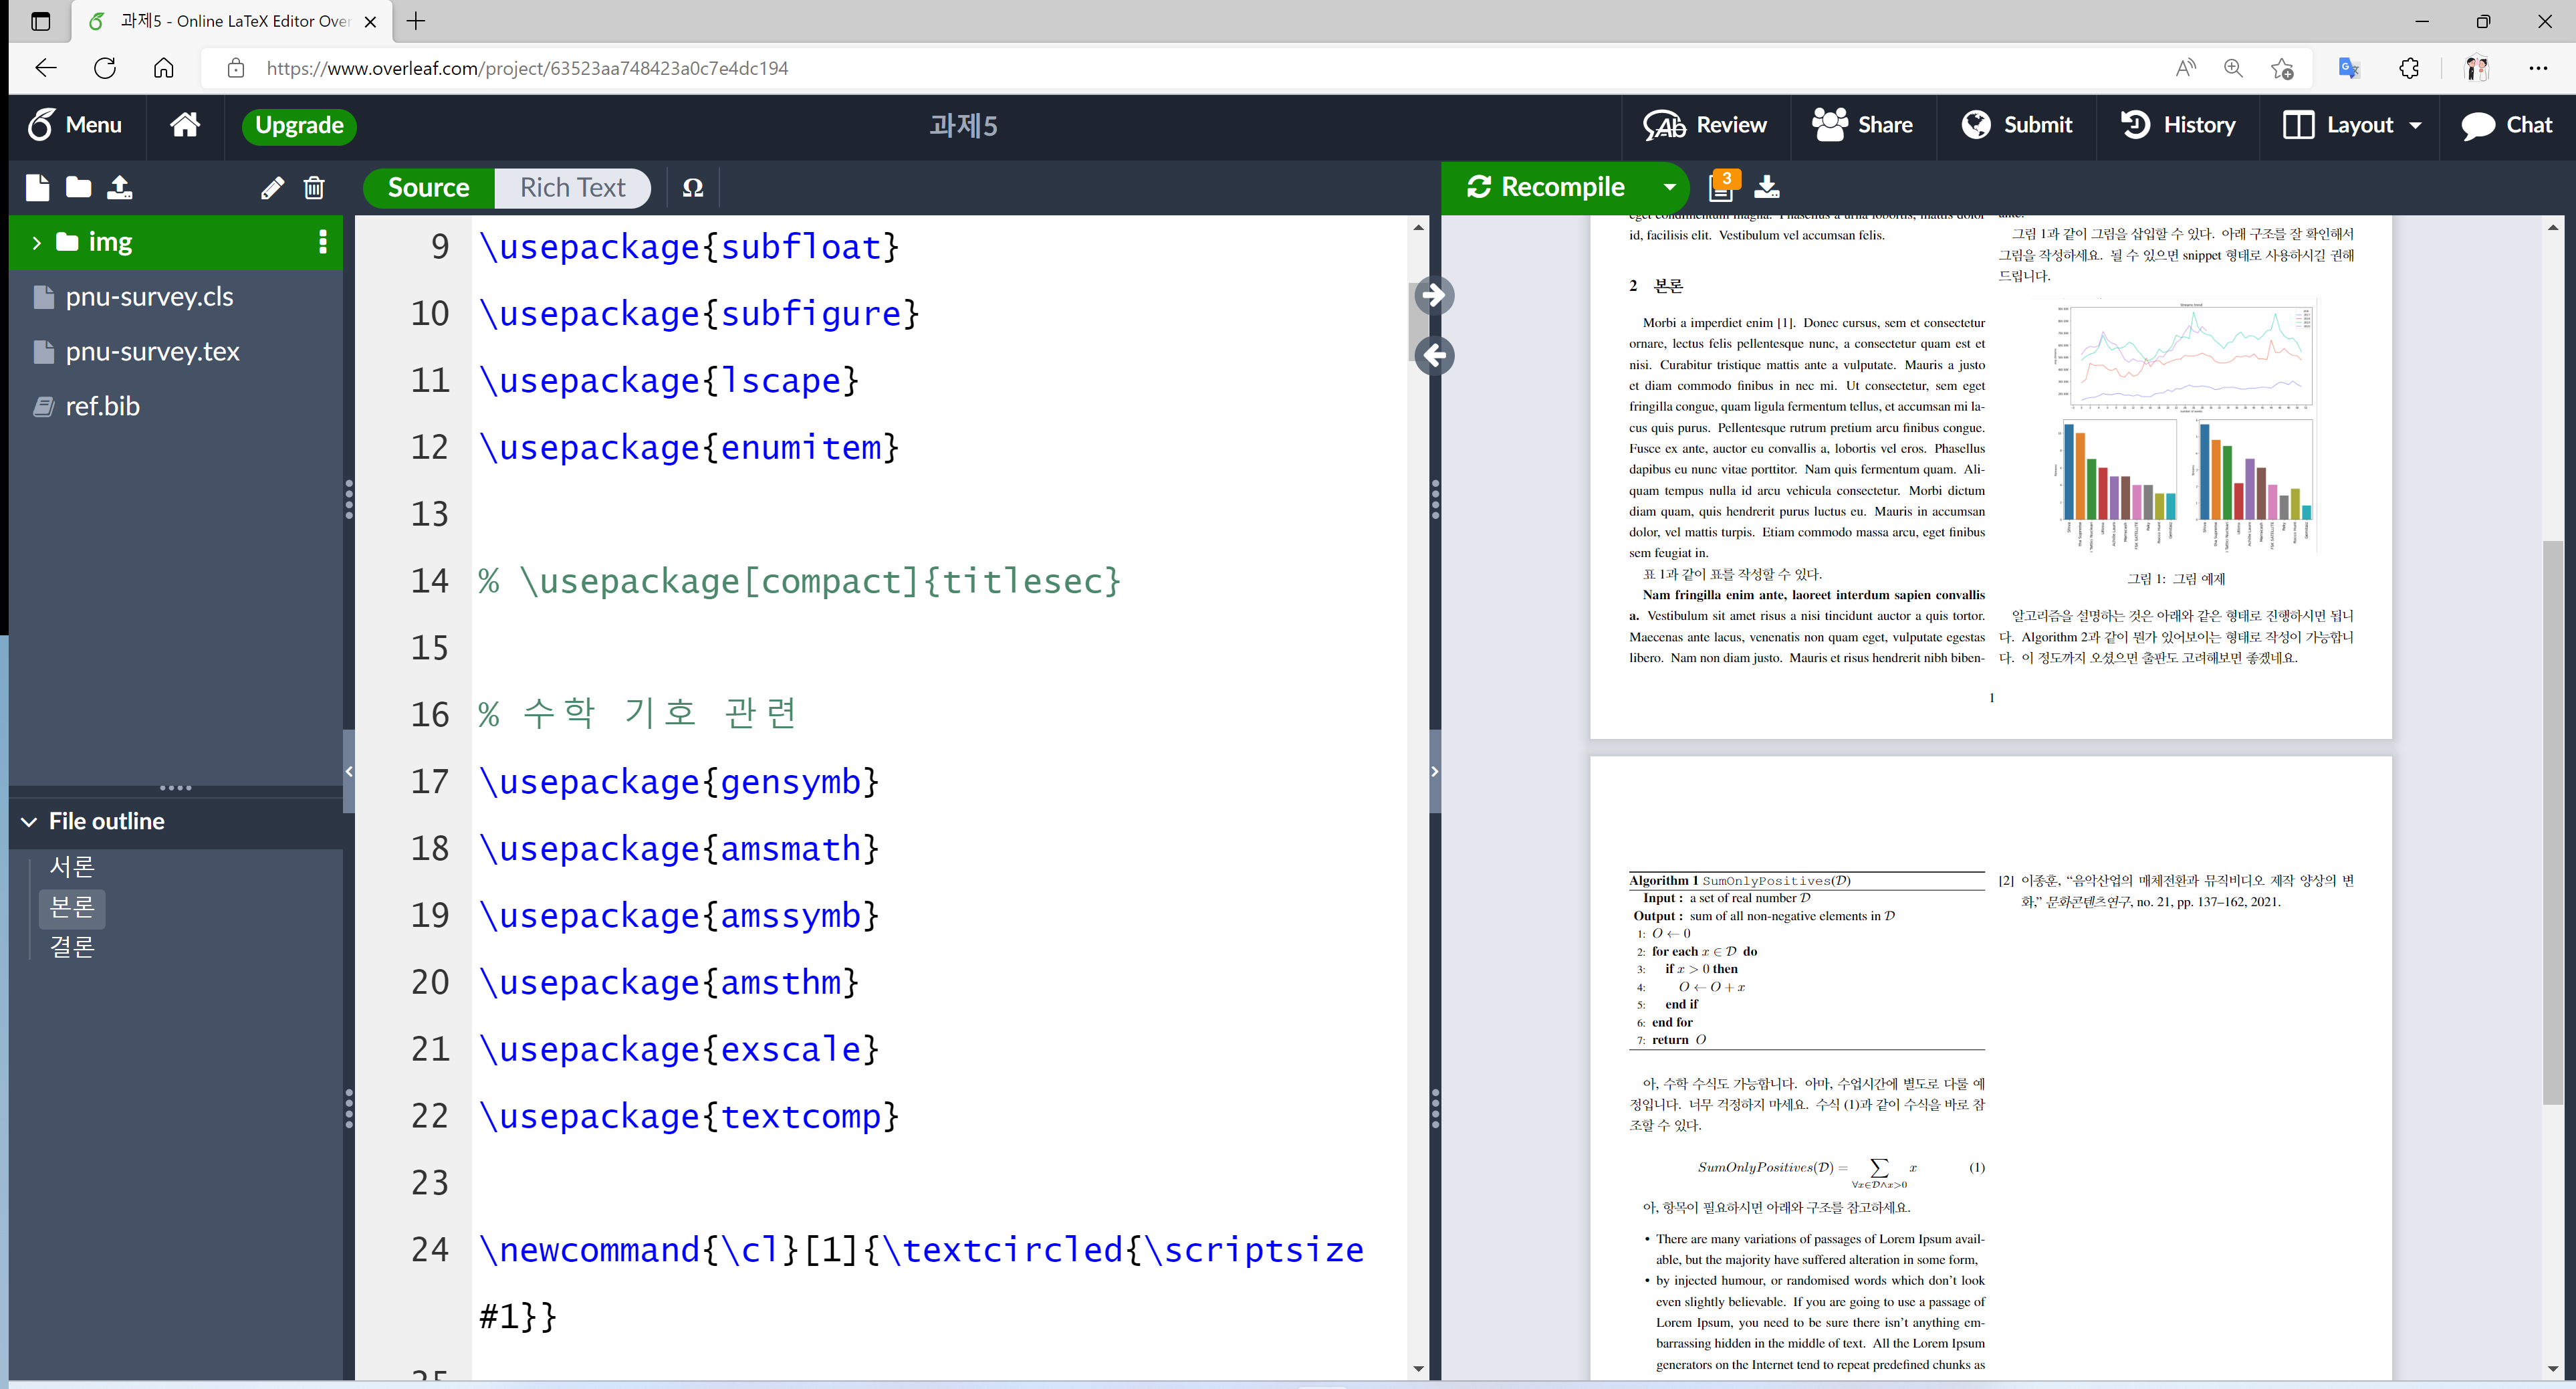 과제5 - Online LaTeX Editor Over
https://www.overleaf.com/project/63523aa748423a0c7e4dc194
Menu
Upgrade
과제5
Review
Share
Submit
History
Layout
Chat
Source
Rich Text
Ω
Recompile
3
img
pnu-survey.cls
pnu-survey.tex
ref.bib
File outline
서론
본론
결론
9 \usepackage{subfloat}
10 \usepackage{subfigure}
11 \usepackage{lscape}
12 \usepackage{enumitem}
13
14 % \usepackage[compact]{titlesec}
15
16 % 수학 기호 관련
17 \usepackage{gensymb}
18 \usepackage{amsmath}
19 \usepackage{amssymb}
20 \usepackage{amsthm}
21 \usepackage{exscale}
22 \usepackage{textcomp}
23
24 \newcommand{\cl}[1]{\textcircled{\scriptsize
#1}}
25
eget condimentum magna. Phasellus a urna lobortis, mattis dolor
id, facilisis elit. Vestibulum vel accumsan felis.
2 본론
Morbi a imperdiet enim [1]. Donec cursus, sem et consectetur
ornare, lectus felis pellentesque nunc, a consectetur quam est et
nisi. Curabitur tristique mattis ante a vulputate. Mauris a justo
et diam commodo finibus in nec mi. Ut consectetur, sem eget
fringilla congue, quam ligula fermentum tellus, et accumsan mi la-
cus quis purus. Pellentesque rutrum pretium arcu finibus congue.
Fusce ex ante, auctor eu convallis a, lobortis vel eros. Phasellus
dapibus eu nunc vitae porttitor. Nam quis fermentum quam. Ali-
quam tempus nulla id arcu vehicula consectetur. Morbi dictum
diam quam, quis hendrerit purus luctus eu. Mauris in accumsan
dolor, vel mattis turpis. Etiam commodo massa arcu, eget finibus
sem feugiat in.
표 1과 같이 표를 작성할 수 있다.
Nam fringilla enim ante, laoreet interdum sapien convallis
a. Vestibulum sit amet risus a nisi tincidunt auctor a quis tortor.
Maecenas ante lacus, venenatis non quam eget, vulputate egestas
libero. Nam non diam justo. Mauris et risus hendrerit nibh biben-
ante.
그림 1과 같이 그림을 삽입할 수 있다. 아래 구조를 잘 확인해서
그림을 작성하세요. 될 수 있으면 snippet 형태로 사용하시길 권해
드립니다.
그림 1: 그림 예제
알고리즘을 설명하는 것은 아래와 같은 형태로 진행하시면 됩니
다. Algorithm 2과 같이 뭔가 있어보이는 형태로 작성이 가능합니
다. 이 정도까지 오셨으면 출판도 고려해보면 좋겠네요.
1
Algorithm 1 SumOnlyPositives(𝒟)
Input : a set of real number 𝒟
Output : sum of all non-negative elements in 𝒟
1: O ← 0
2: for each x ∈ 𝒟 do
3: if x > 0 then
4: O ← O + x
5: end if
6: end for
7: return O
아, 수학 수식도 가능합니다. 아마, 수업시간에 별도로 다룰 예
정입니다. 너무 걱정하지 마세요. 수식 (1)과 같이 수식을 바로 참
조할 수 있다.
SumOnlyPositives(𝒟) = ∑ x (1)
∀x∈𝒟∧x>0
아, 항목이 필요하시면 아래와 구조를 참고하세요.
• There are many variations of passages of Lorem Ipsum avail-
able, but the majority have suffered alteration in some form,
• by injected humour, or randomised words which don't look
even slightly believable. If you are going to use a passage of
Lorem Ipsum, you need to be sure there isn't anything em-
barrassing hidden in the middle of text. All the Lorem Ipsum
generators on the Internet tend to repeat predefined chunks as
[2] 이종훈, “음악산업의 매체전환과 뮤직비디오 제작 양상의 변
화,” 문화콘텐츠연구, no. 21, pp. 137–162, 2021.